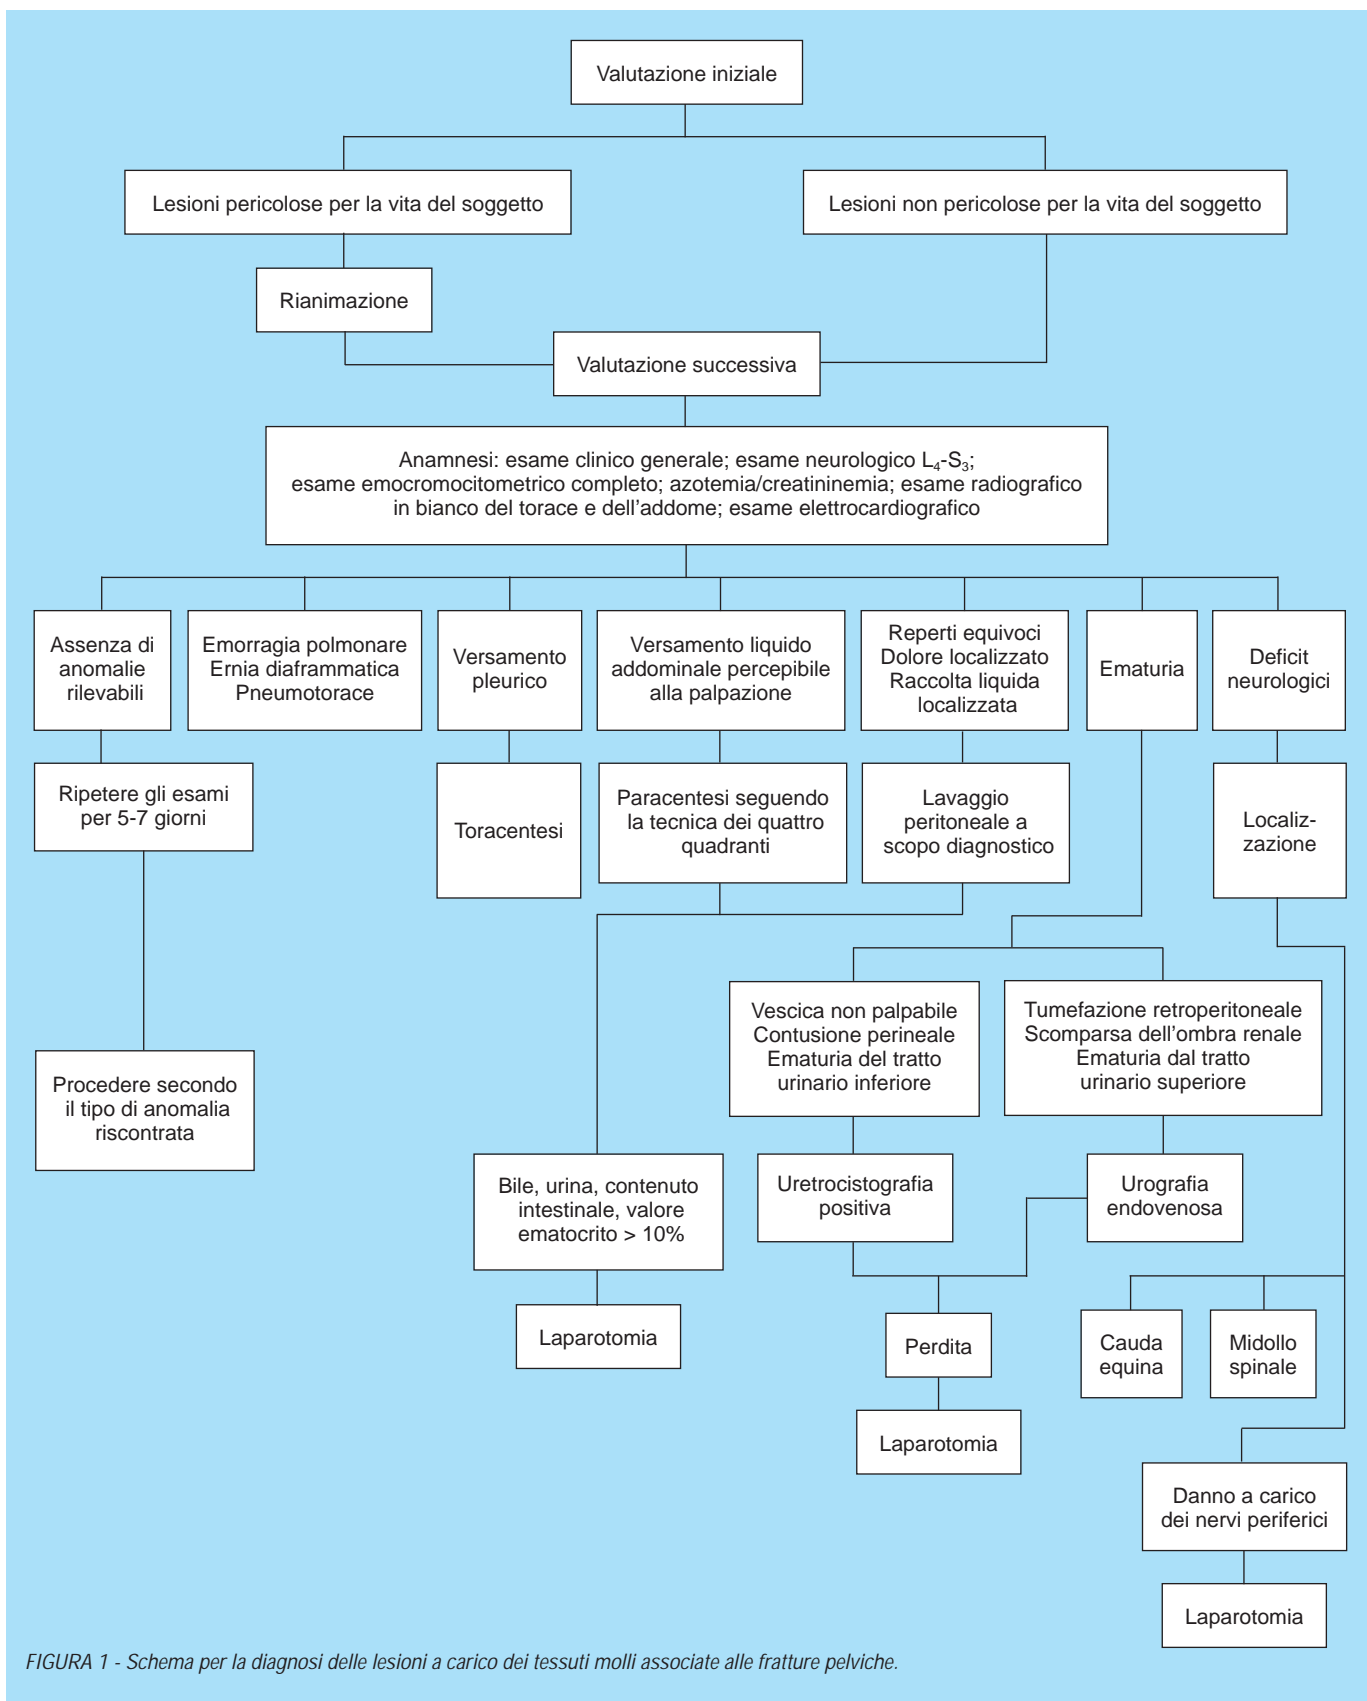 Valutazione iniziale
Lesioni pericolose per la vita del soggetto
Lesioni non pericolose per la vita del soggetto
Rianimazione
Valutazione successiva
Anamnesi: esame clinico generale; esame neurologico L₄-S₃;
esame emocromocitometrico completo; azotemia/creatininemia; esame radiografico
in bianco del torace e dell'addome; esame elettrocardiografico
Assenza di
anomalie
rilevabili
Emorragia polmonare
Ernia diaframmatica
Pneumotorace
Versamento
pleurico
Versamento liquido
addominale percepibile
alla palpazione
Reperti equivoci
Dolore localizzato
Raccolta liquida
localizzata
Ematuria
Deficit
neurologici
Ripetere gli esami
per 5-7 giorni
Toracentesi
Paracentesi seguendo
la tecnica dei quattro
quadranti
Lavaggio
peritoneale a
scopo diagnostico
Localiz-
zazione
Vescica non palpabile
Contusione perineale
Ematuria del tratto
urinario inferiore
Tumefazione retroperitoneale
Scomparsa dell'ombra renale
Ematuria dal tratto
urinario superiore
Procedere secondo
il tipo di anomalia
riscontrata
Bile, urina, contenuto
intestinale, valore
ematocrito > 10%
Uretrocistografia
positiva
Urografia
endovenosa
Laparotomia
Perdita
Cauda
equina
Midollo
spinale
Laparotomia
Danno a carico
dei nervi periferici
Laparotomia
FIGURA 1 - Schema per la diagnosi delle lesioni a carico dei tessuti molli associate alle fratture pelviche.